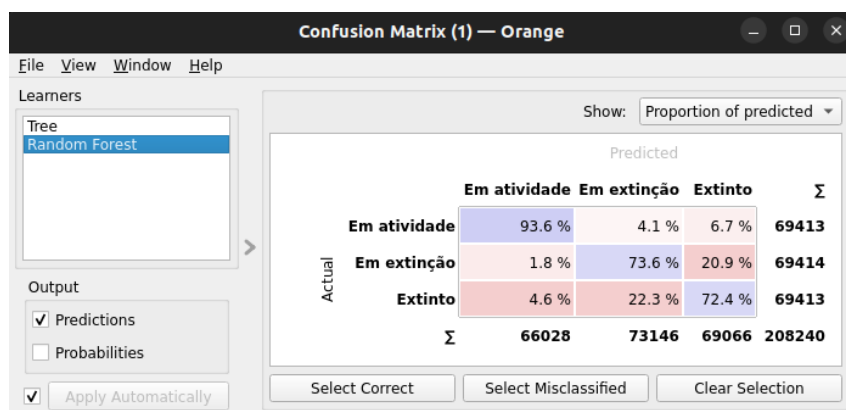 Confusion Matrix (1) — Orange
File View Window Help
Learners
Tree
Random Forest
Output
Predictions
Probabilities
Apply Automatically
Show: Proportion of predicted
Predicted
Em atividade Em extinção Extinto Σ
Em atividade 93.6 % 4.1 % 6.7 % 69413
Actual
Em extinção 1.8 % 73.6 % 20.9 % 69414
Extinto 4.6 % 22.3 % 72.4 % 69413
Σ 66028 73146 69066 208240
Select Correct Select Misclassified Clear Selection